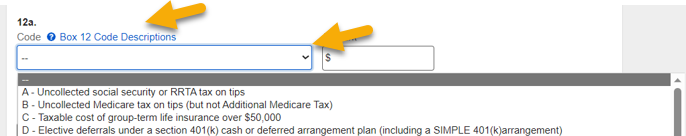 12a.
Code ? Box 12 Code Descriptions
-- $
--
A - Uncollected social security or RRTA tax on tips
B - Uncollected Medicare tax on tips (but not Additional Medicare Tax)
C - Taxable cost of group-term life insurance over $50,000
D - Elective deferrals under a section 401(k) cash or deferred arrangement plan (including a SIMPLE 401(k)arrangement)